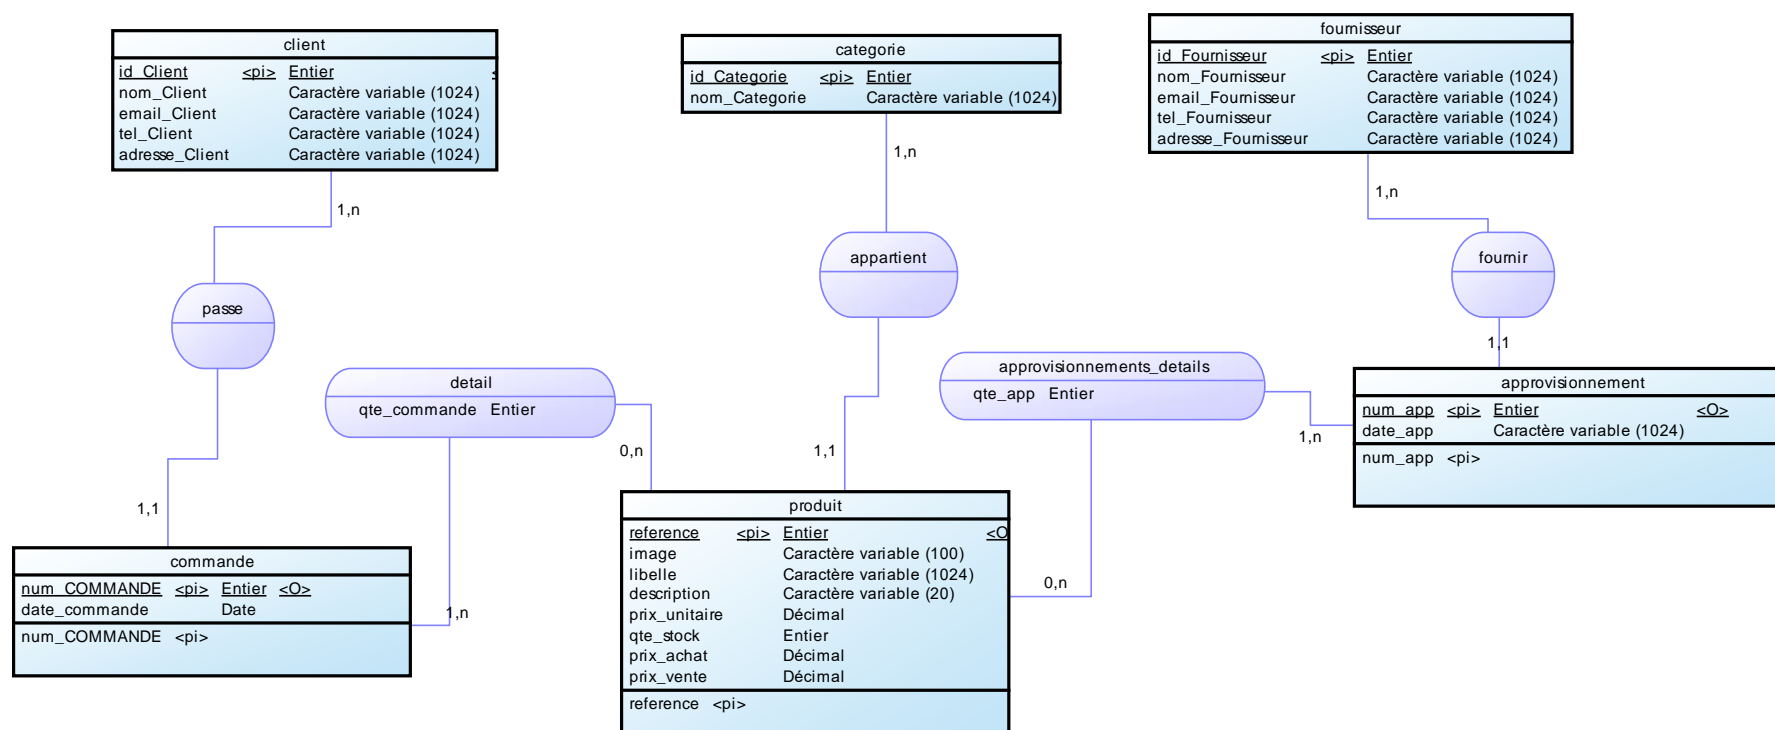 client
id_Client <pi> Entier
nom_Client Caractère variable (1024)
email_Client Caractère variable (1024)
tel_Client Caractère variable (1024)
adresse_Client Caractère variable (1024)
1,n
passe
1,1
commande
num_COMMANDE <pi> Entier <O>
date_commande Date
num_COMMANDE <pi>
detail
qte_commande Entier
1,n
0,n
categorie
id_Categorie <pi> Entier
nom_Categorie Caractère variable (1024)
1,n
appartient
1,1
produit
reference <pi> Entier <O
image Caractère variable (100)
libelle Caractère variable (1024)
description Caractère variable (20)
prix_unitaire Décimal
qte_stock Entier
prix_achat Décimal
prix_vente Décimal
reference <pi>
fournisseur
id_Fournisseur <pi> Entier
nom_Fournisseur Caractère variable (1024)
email_Fournisseur Caractère variable (1024)
tel_Fournisseur Caractère variable (1024)
adresse_Fournisseur Caractère variable (1024)
1,n
fournir
1,1
approvisionnements_details
qte_app Entier
1,n
0,n
approvisionnement
num_app <pi> Entier <O>
date_app Caractère variable (1024)
num_app <pi>